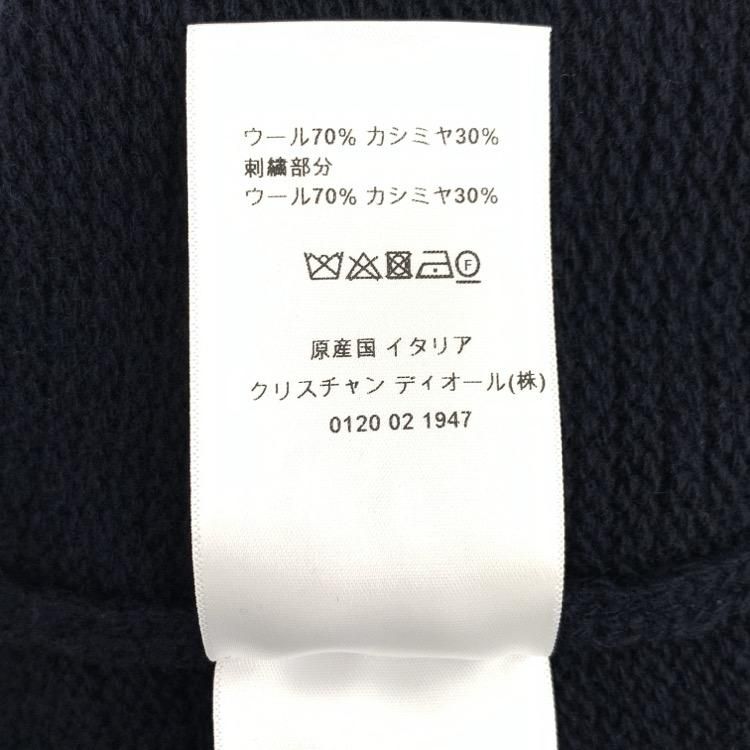 ウール70% カシミヤ30%
刺繍部分
ウール70% カシミヤ30%
F
原産国 イタリア
クリスチャン ディオール(株)
0120 02 1947